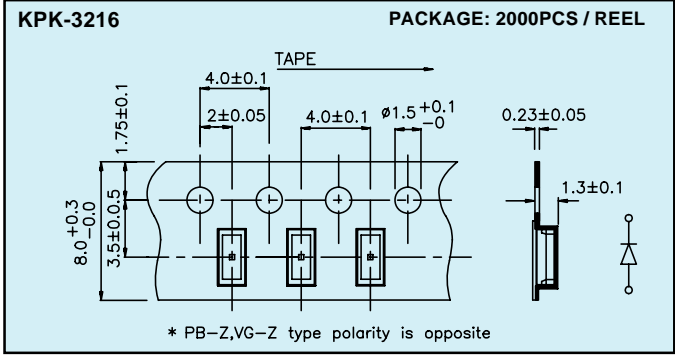 KPK-3216
PACKAGE: 2000PCS / REEL
TAPE
4.0±0.1
2±0.05
4.0±0.1
ø1.5 +0.1 -0
0.23±0.05
1.75±0.1
1.3±0.1
8.0 +0.3 -0.0
3.5±0.0.5
* PB-Z,VG-Z type polarity is opposite